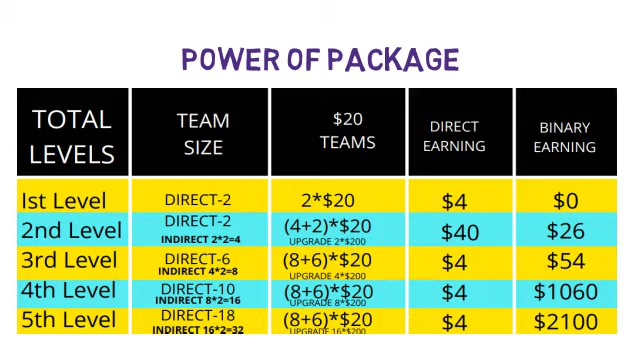 POWER OF PACKAGE
TOTAL LEVELS
TEAM SIZE
$20 TEAMS
DIRECT EARNING
BINARY EARNING
Ist Level
DIRECT-2
2*$20
$4
$0
2nd Level
DIRECT-2
INDIRECT 2*2=4
(4+2)*$20
UPGRADE 2*$200
$40
$26
3rd Level
DIRECT-6
INDIRECT 4*2=8
(8+6)*$20
UPGRADE 4*$200
$4
$54
4th Level
DIRECT-10
INDIRECT 8*2=16
(8+6)*$20
UPGRADE 8*$200
$4
$1060
5th Level
DIRECT-18
INDIRECT 16*2=32
(8+6)*$20
UPGRADE 16*$200
$4
$2100